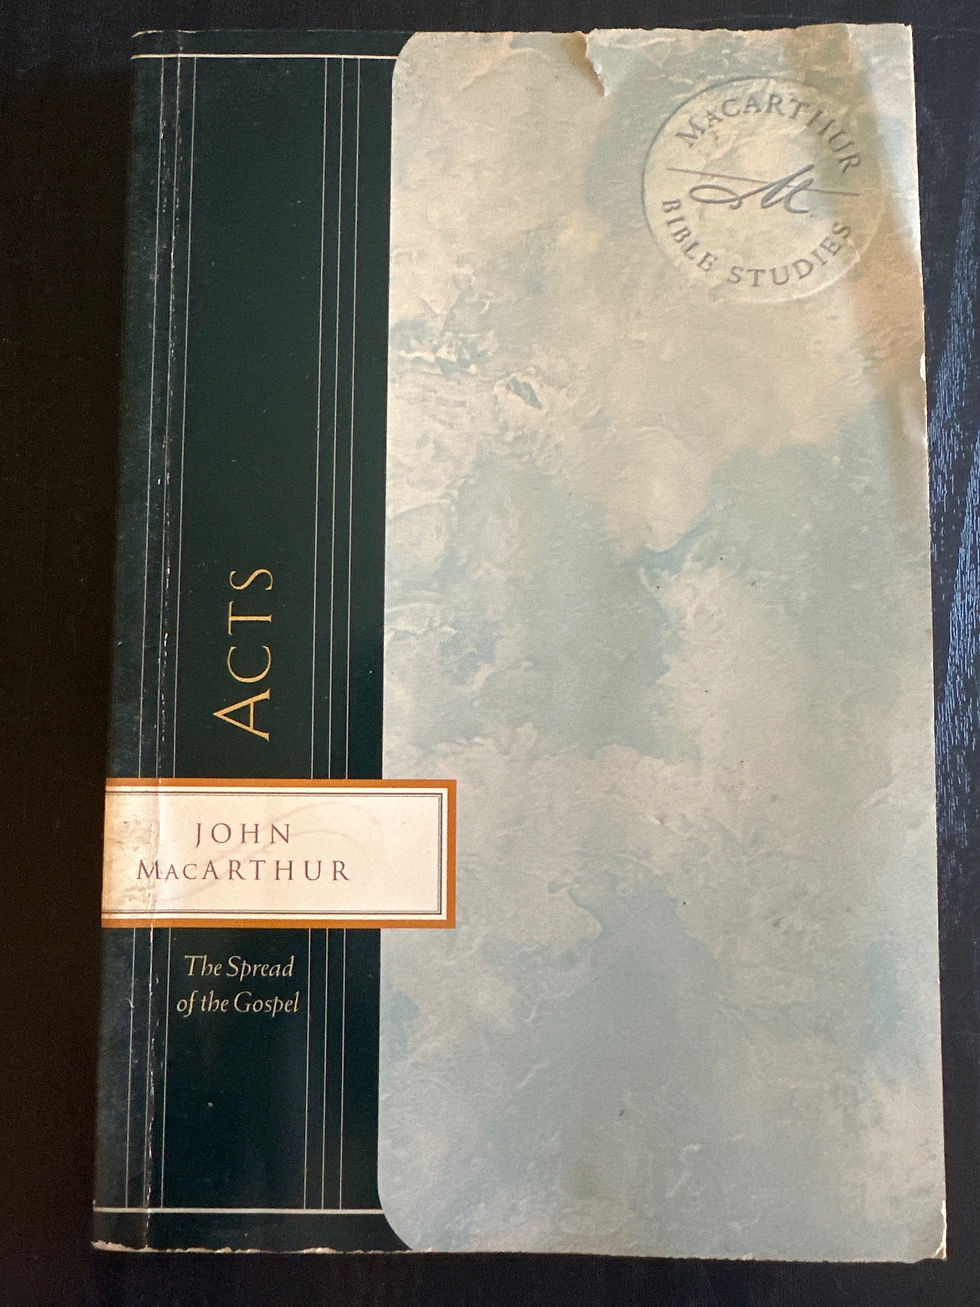 MACARTHUR
M.
BIBLE STUDIES
ACTS
JOHN
MACARTHUR
The Spread
of the Gospel